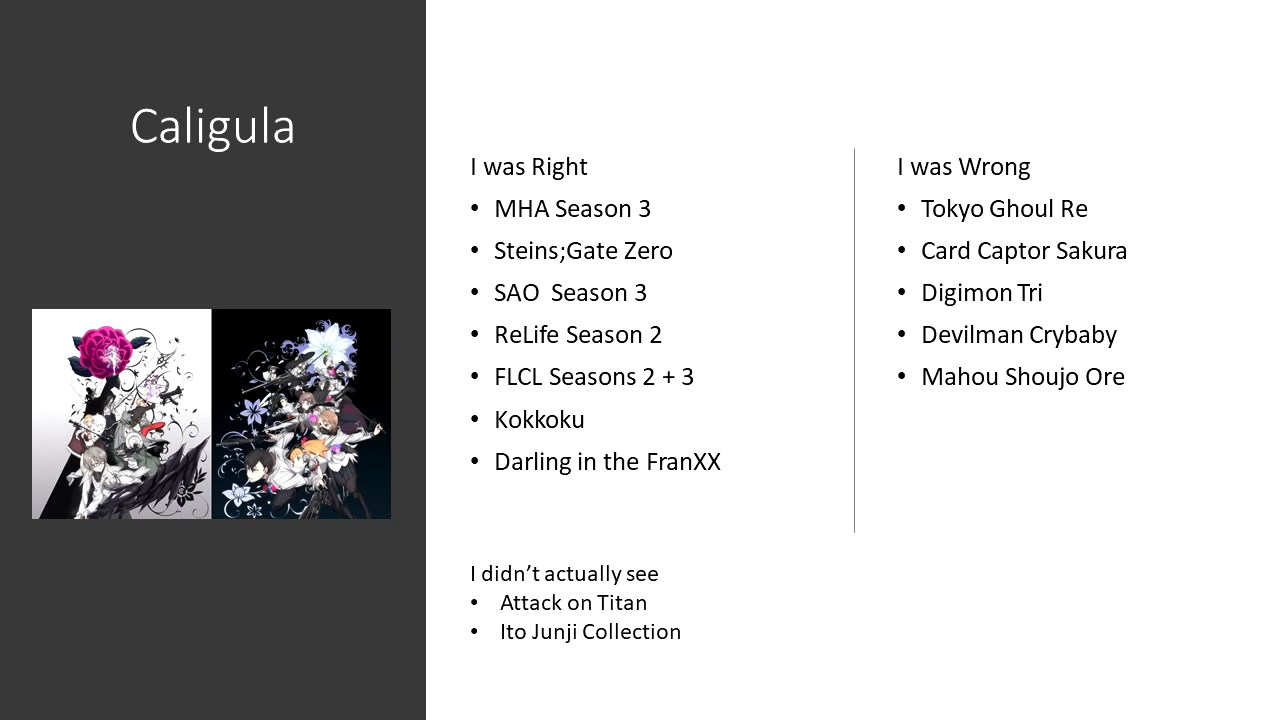 Caligula
I was Right
• MHA Season 3
• Steins;Gate Zero
• SAO  Season 3
• ReLife Season 2
• FLCL Seasons 2 + 3
• Kokkoku
• Darling in the FranXX
I was Wrong
• Tokyo Ghoul Re
• Card Captor Sakura
• Digimon Tri
• Devilman Crybaby
• Mahou Shoujo Ore
I didn’t actually see
• Attack on Titan
• Ito Junji Collection